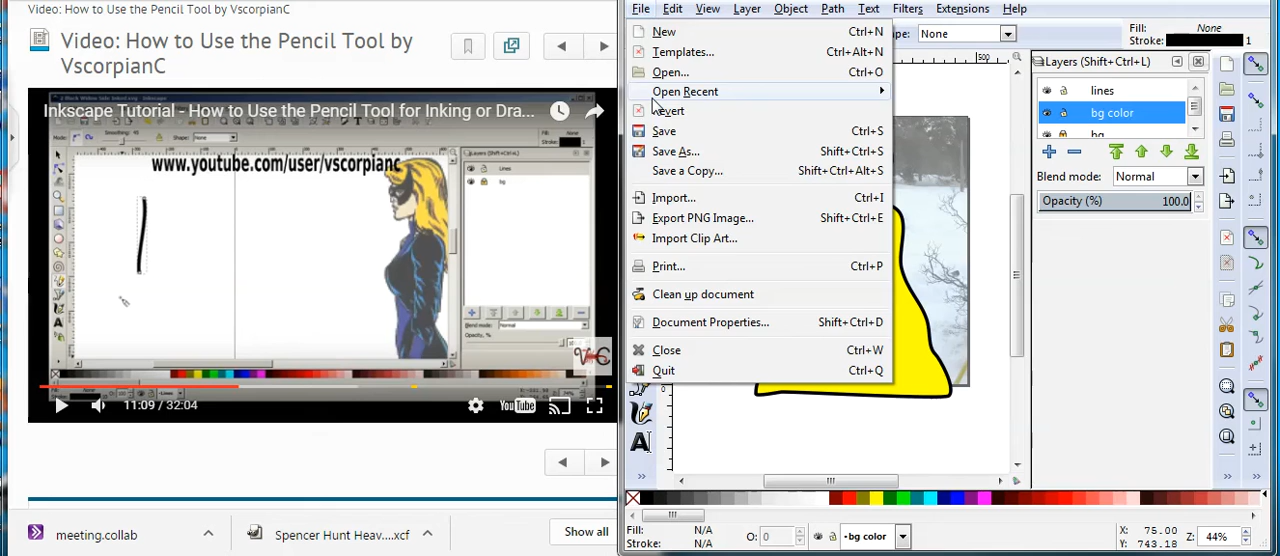 Video: How to Use the Pencil Tool by VscorpianC
Video: How to Use the Pencil Tool by
VscorpianC
Inkscape Tutorial - How to Use the Pencil Tool for Inking or Dra...
www.youtube.com/user/vscorpianc
Lines
bg
11:09 / 32:04
YouTube
meeting.collab
Spencer Hunt Heav....xcf
Show all
File Edit View Layer Object Path Filters Text Extensions Help
New Ctrl+N
Templates... Ctrl+Alt+N
Open... Ctrl+O
Open Recent
Revert
Save Ctrl+S
Save As... Shift+Ctrl+S
Save a Copy... Shift+Ctrl+Alt+S
Import... Ctrl+I
Export PNG Image... Shift+Ctrl+E
Import Clip Art...
Print... Ctrl+P
Clean up document
Document Properties... Shift+Ctrl+D
Close Ctrl+W
Quit Ctrl+Q
None
Fill: None
Stroke: 1
500
Layers (Shift+Ctrl+L)
lines
bg color
bg
Blend mode: Normal
Opacity (%) 100.0
Fill: N/A
Stroke: N/A
O: 0
bg color
X: 75.00
Y: 743.18
Z: 44%